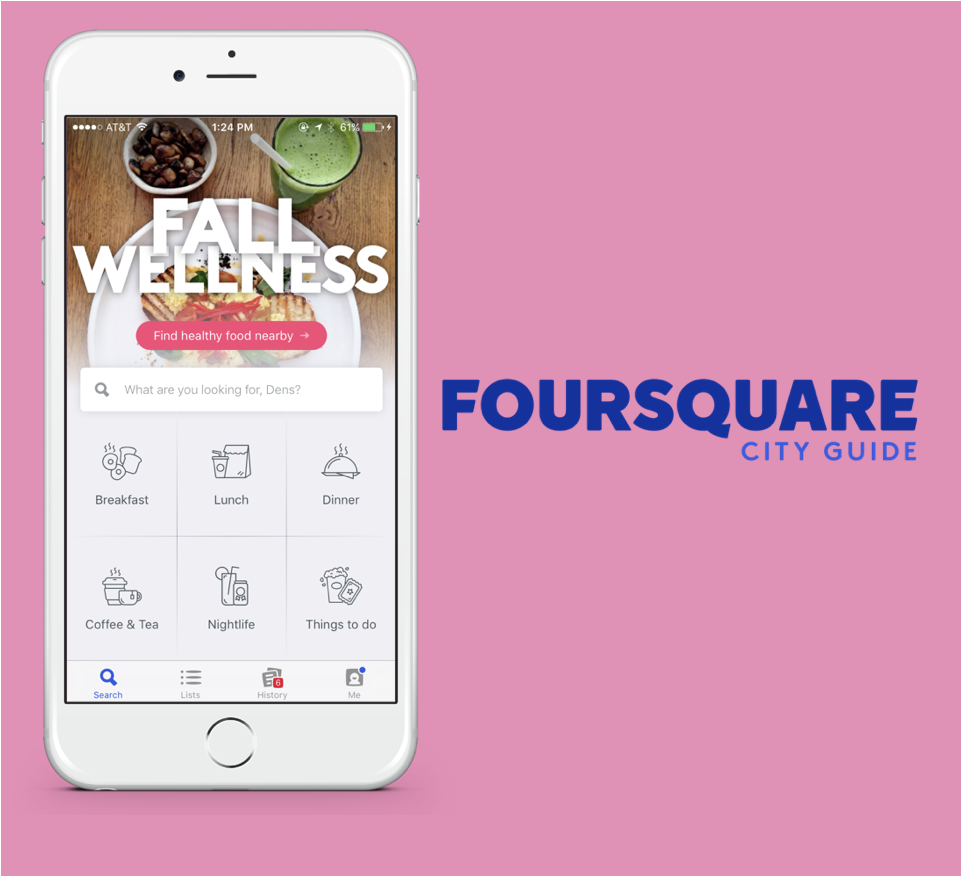 AT&T 1:24 PM 61%
FALL
WELLNESS
Find healthy food nearby →
What are you looking for, Dens?
Breakfast Lunch Dinner
Coffee & Tea Nightlife Things to do
6
Search Lists History Me
FOURSQUARE
CITY GUIDE